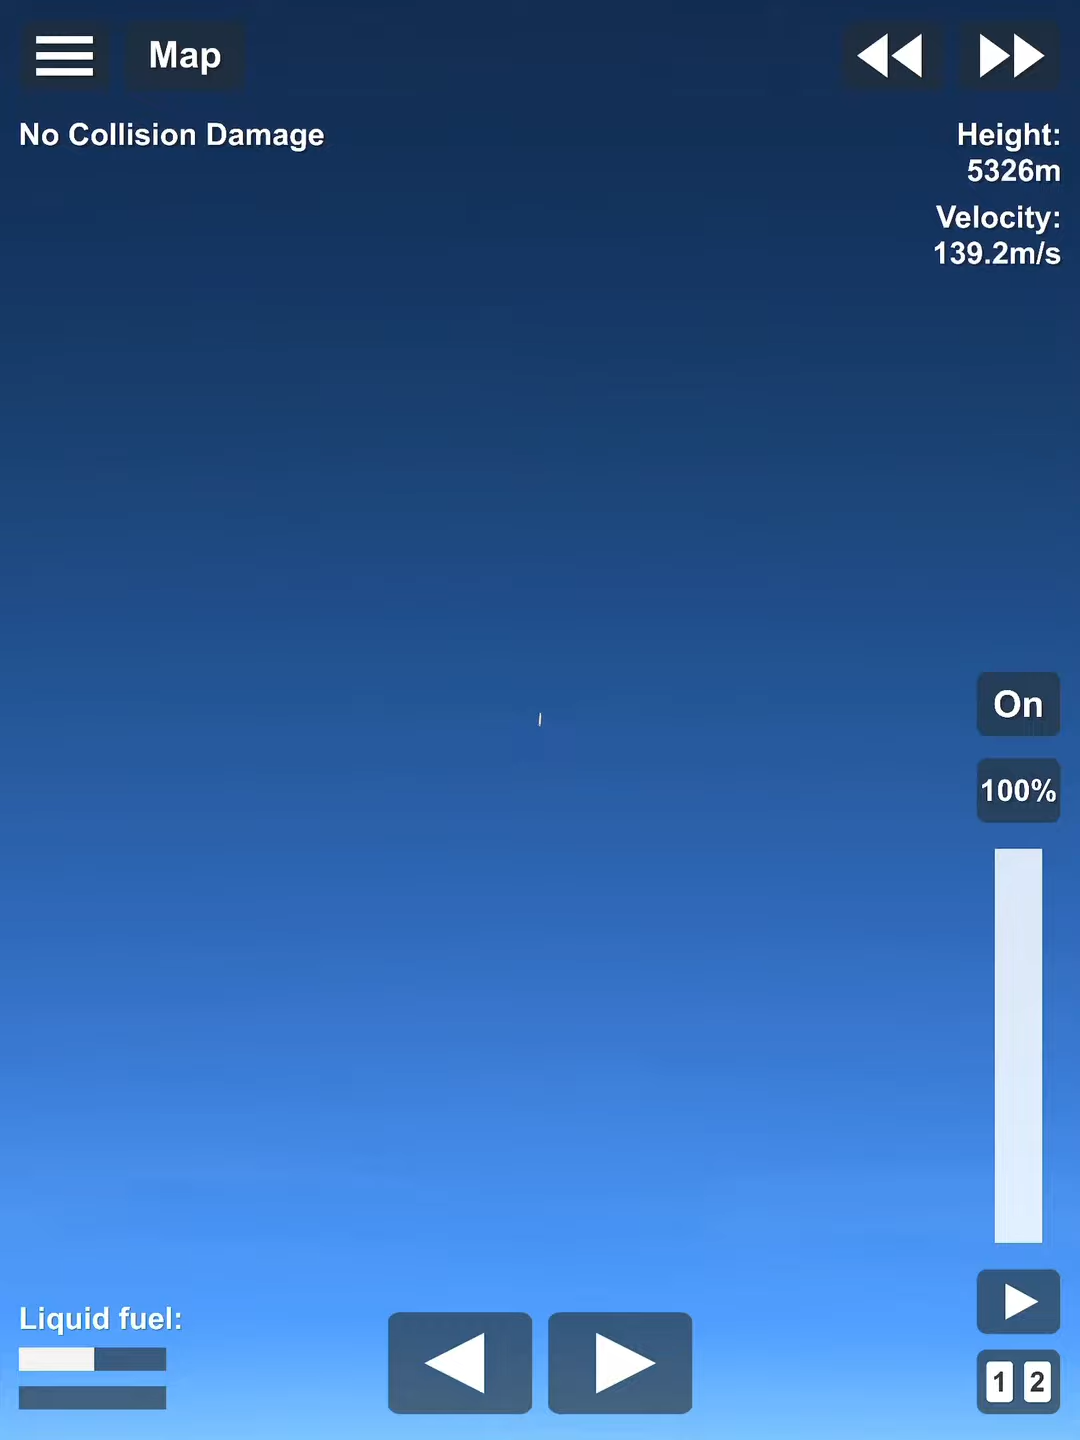 Map
No Collision Damage
Height:
5326m
Velocity:
139.2m/s
On
100%
Liquid fuel:
1 2